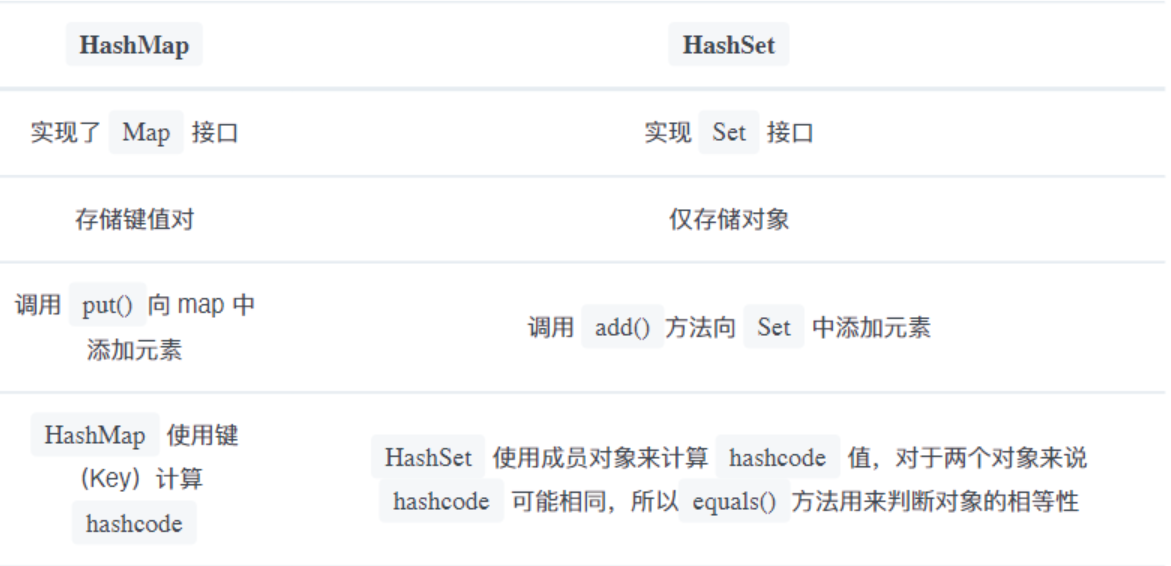 HashMap HashSet
实现了 Map 接口 实现 Set 接口
存储键值对 仅存储对象
调用 put() 向 map 中
添加元素
调用 add() 方法向 Set 中添加元素
HashMap 使用键
（Key）计算
hashcode
HashSet 使用成员对象来计算 hashcode 值，对于两个对象来说
hashcode 可能相同，所以 equals() 方法用来判断对象的相等性